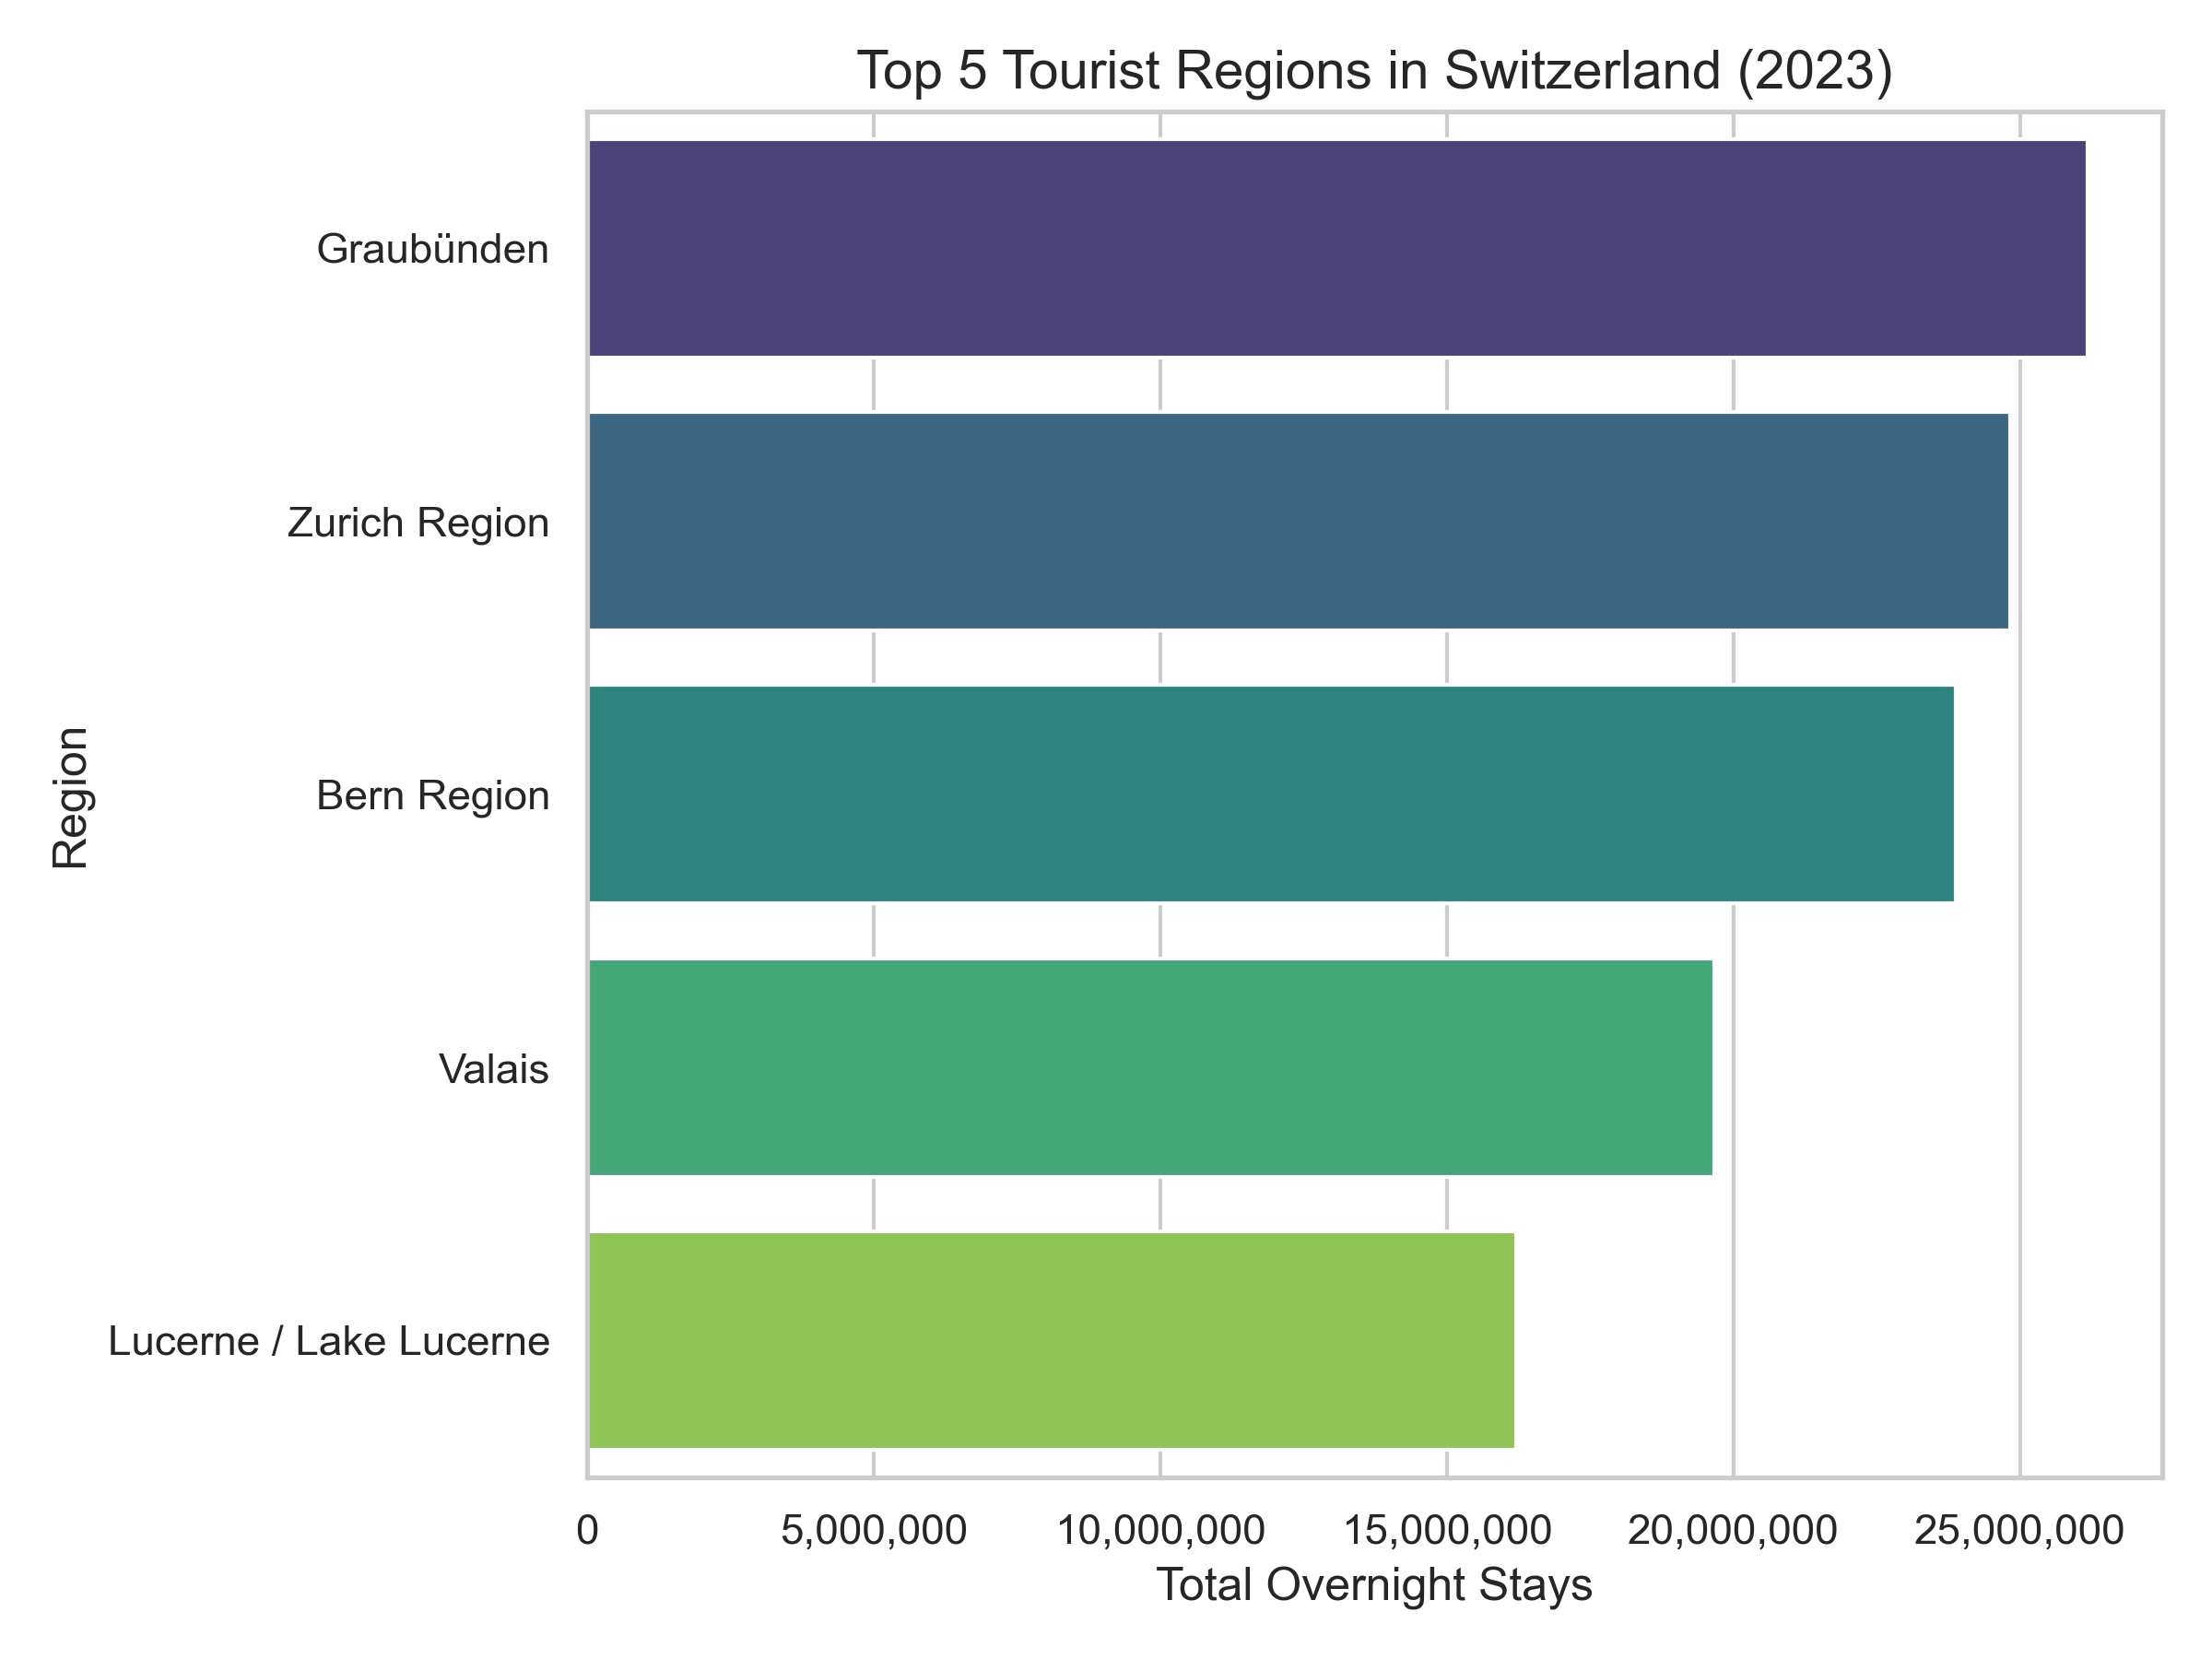 Top 5 Tourist Regions in Switzerland (2023)
Graubünden
Zurich Region
Bern Region
Region
Valais
Lucerne / Lake Lucerne
0 5,000,000 10,000,000 15,000,000 20,000,000 25,000,000
Total Overnight Stays